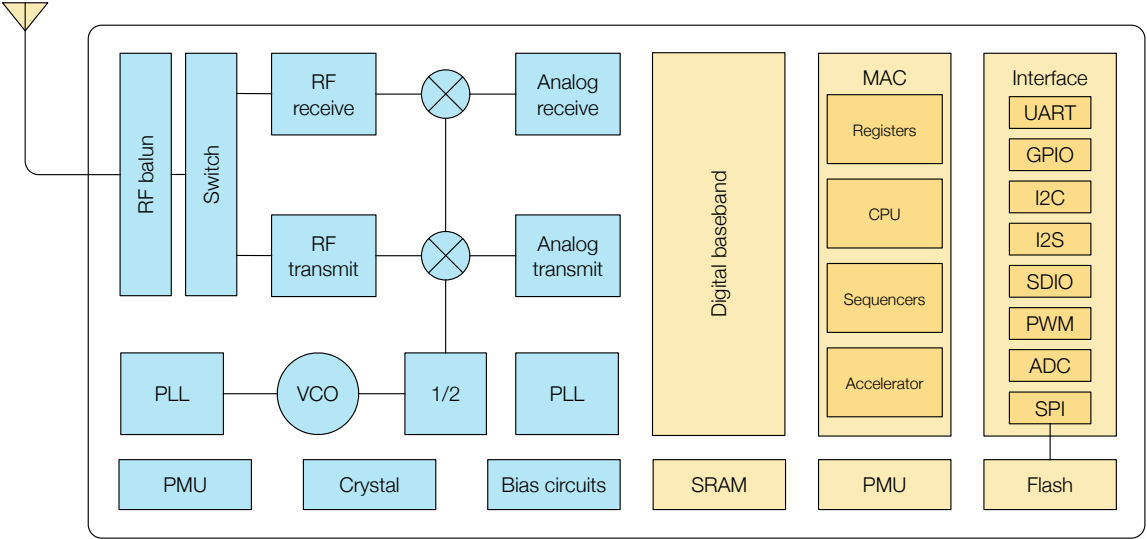 RF balun
Switch
RF
receive
Analog
receive
RF
transmit
Analog
transmit
PLL
VCO
1/2
PLL
PMU
Crystal
Bias circuits
Digital baseband
SRAM
MAC
Registers
CPU
Sequencers
Accelerator
PMU
Interface
UART
GPIO
I2C
I2S
SDIO
PWM
ADC
SPI
Flash